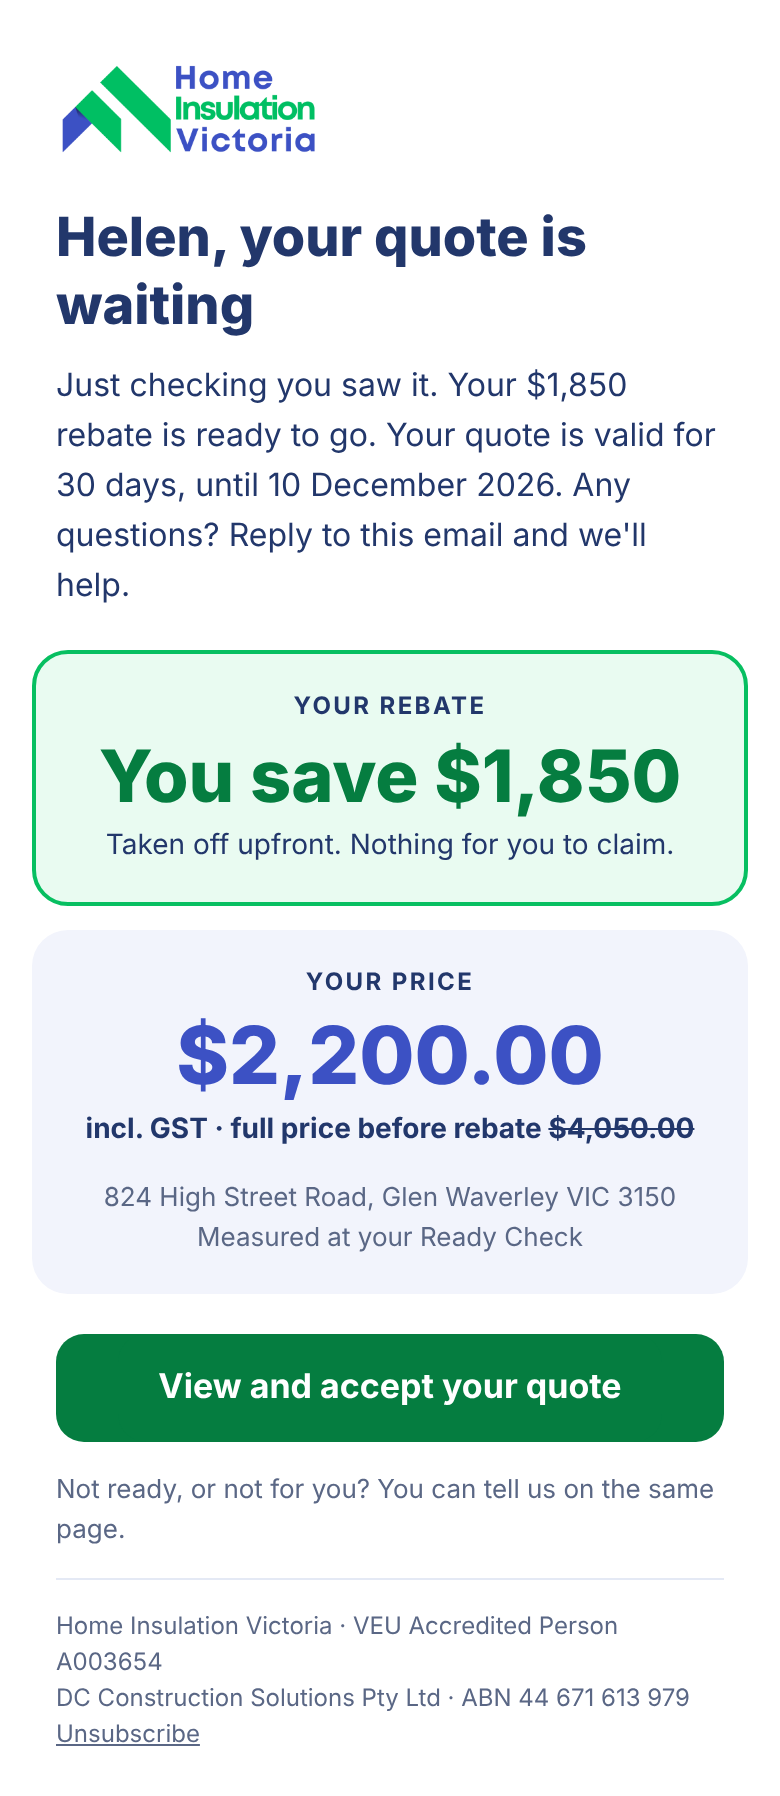 Home
Insulation
Victoria
Helen, your quote is
waiting
Just checking you saw it. Your $1,850
rebate is ready to go. Your quote is valid for
30 days, until 10 December 2026. Any
questions? Reply to this email and we'll
help.
YOUR REBATE
You save $1,850
Taken off upfront. Nothing for you to claim.
YOUR PRICE
$2,200.00
incl. GST · full price before rebate $4,050.00
824 High Street Road, Glen Waverley VIC 3150
Measured at your Ready Check
View and accept your quote
Not ready, or not for you? You can tell us on the same
page.
Home Insulation Victoria · VEU Accredited Person
A003654
DC Construction Solutions Pty Ltd · ABN 44 671 613 979
Unsubscribe